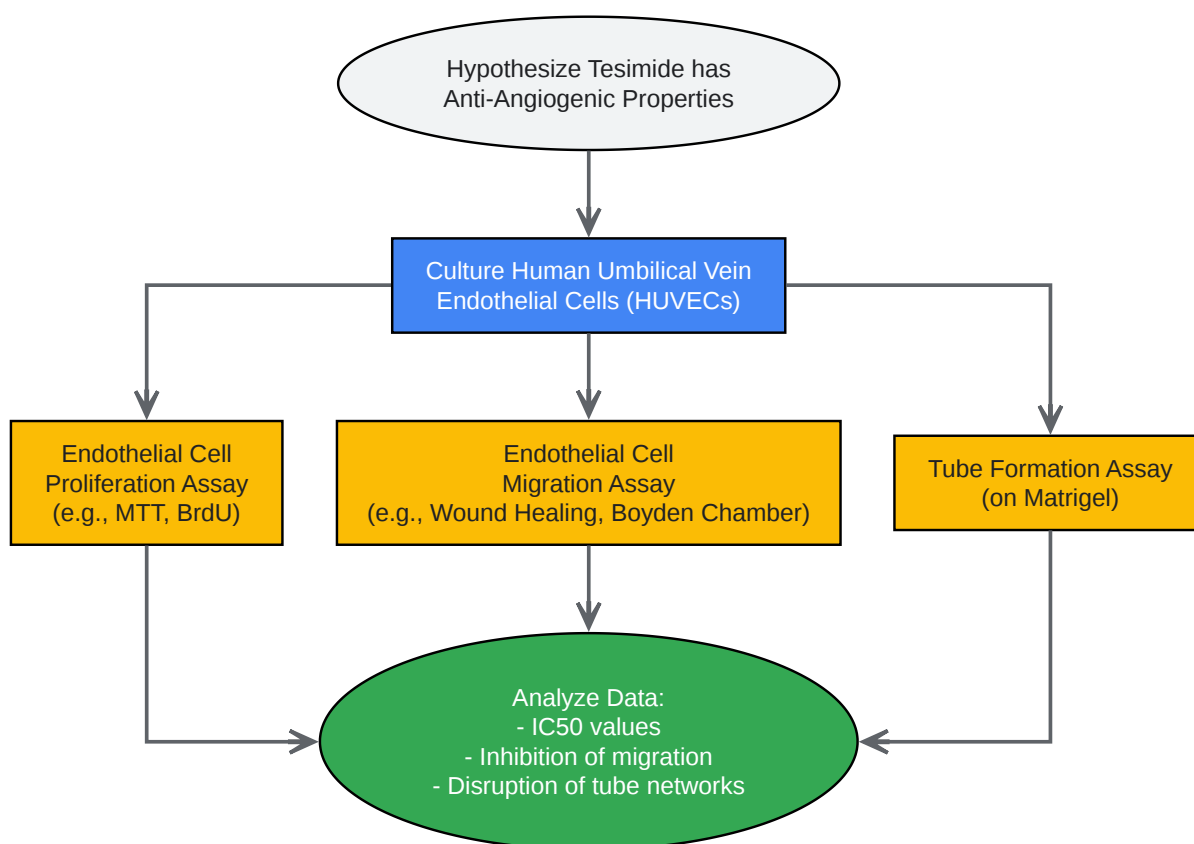 Hypothesize Tesimide has
Anti-Angiogenic Properties
Culture Human Umbilical Vein
Endothelial Cells (HUVECs)
Endothelial Cell
Proliferation Assay
(e.g., MTT, BrdU)
Endothelial Cell
Migration Assay
(e.g., Wound Healing, Boyden Chamber)
Tube Formation Assay
(on Matrigel)
Analyze Data:
- IC50 values
- Inhibition of migration
- Disruption of tube networks